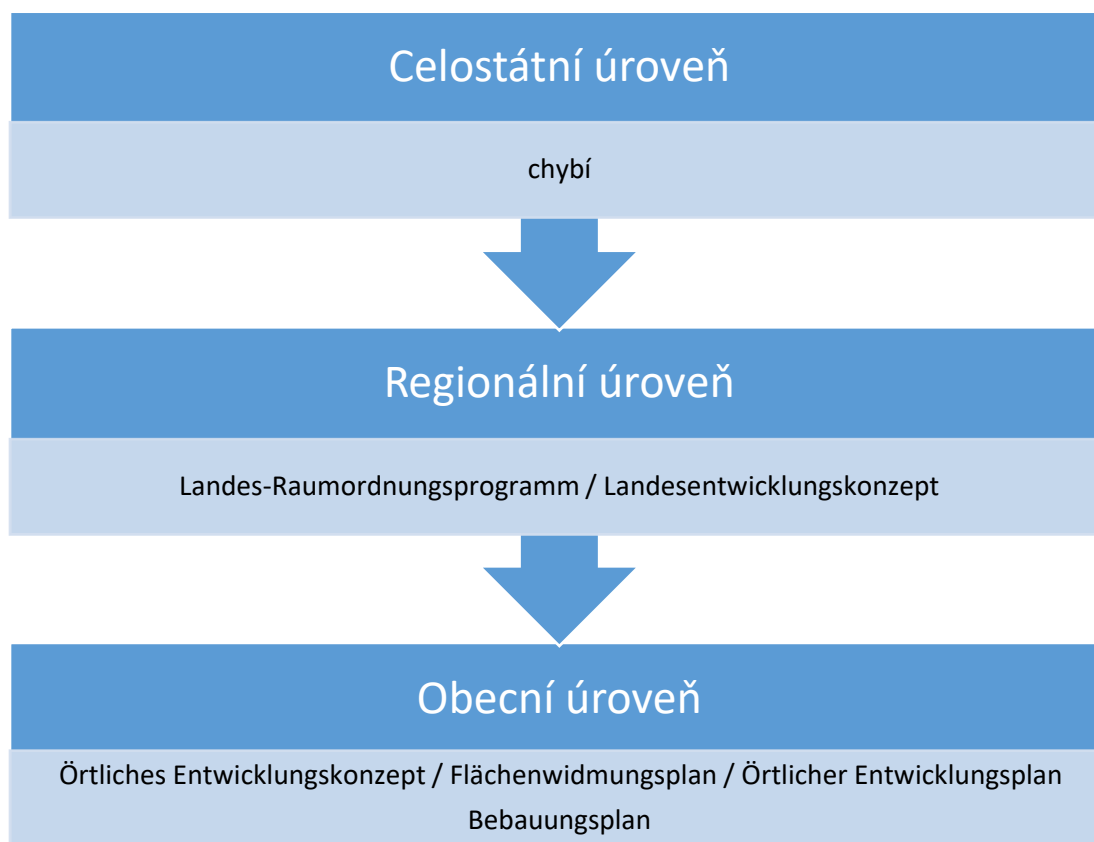 Celostátní úroveň
chybí
Regionální úroveň
Landes-Raumordnungsprogramm / Landesentwicklungskonzept
Obecní úroveň
Örtliches Entwicklungskonzept / Flächenwidmungsplan / Örtlicher Entwicklungsplan
Bebauungsplan